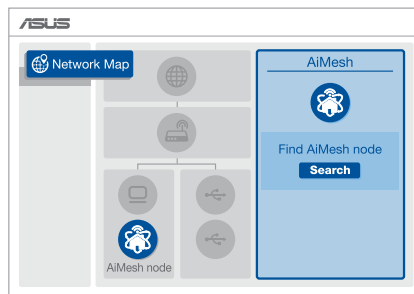 ASUS
Network Map
AiMesh
Find AiMesh node
Search
AiMesh node